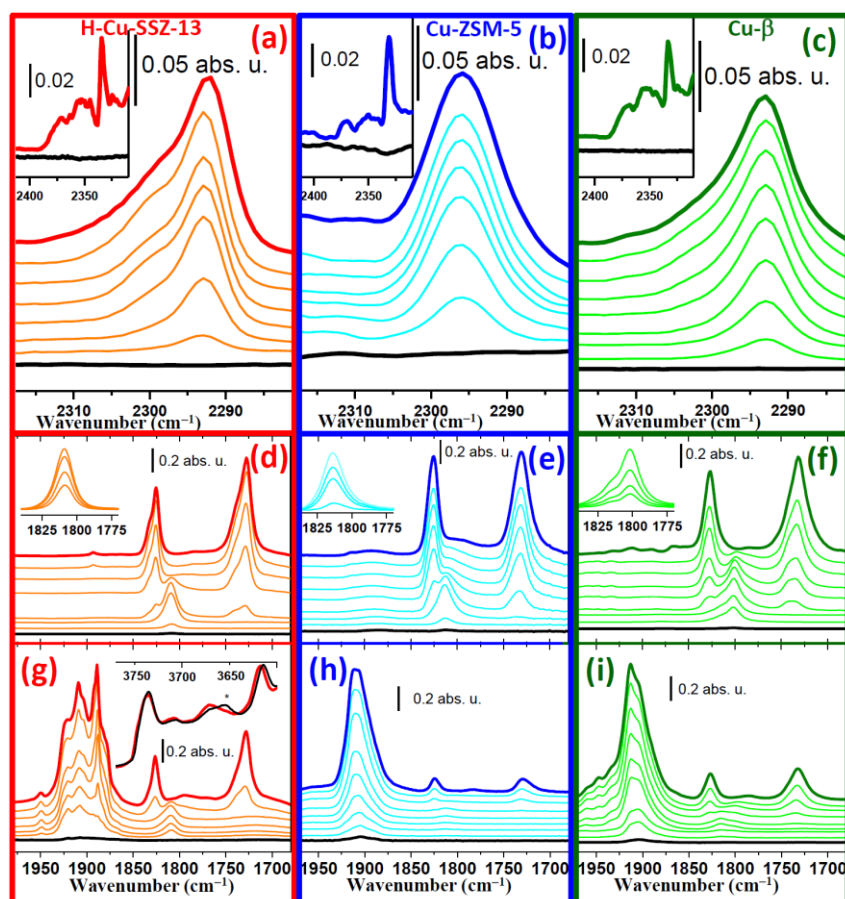 H-Cu-SSZ-13
(a)
0.02
0.05 abs. u.
2400 2350
2310 2300 2290
Wavenumber (cm⁻¹)
Cu-ZSM-5
(b)
0.02
0.05 abs. u.
2400 2350
2310 2300 2290
Wavenumber (cm⁻¹)
Cu-β
(c)
0.02
0.05 abs. u.
2400 2350
2310 2300 2290
Wavenumber (cm⁻¹)
(d)
0.2 abs. u.
1825 1800 1775
(e)
0.2 abs. u.
1825 1800 1775
(f)
0.2 abs. u.
1825 1800 1775
(g)
3750 3700 3650
*
0.2 abs. u.
1950 1900 1850 1800 1750 1700
Wavenumber (cm⁻¹)
(h)
0.2 abs. u.
1950 1900 1850 1800 1750 1700
Wavenumber (cm⁻¹)
(i)
0.2 abs. u.
1950 1900 1850 1800 1750 1700
Wavenumber (cm⁻¹)